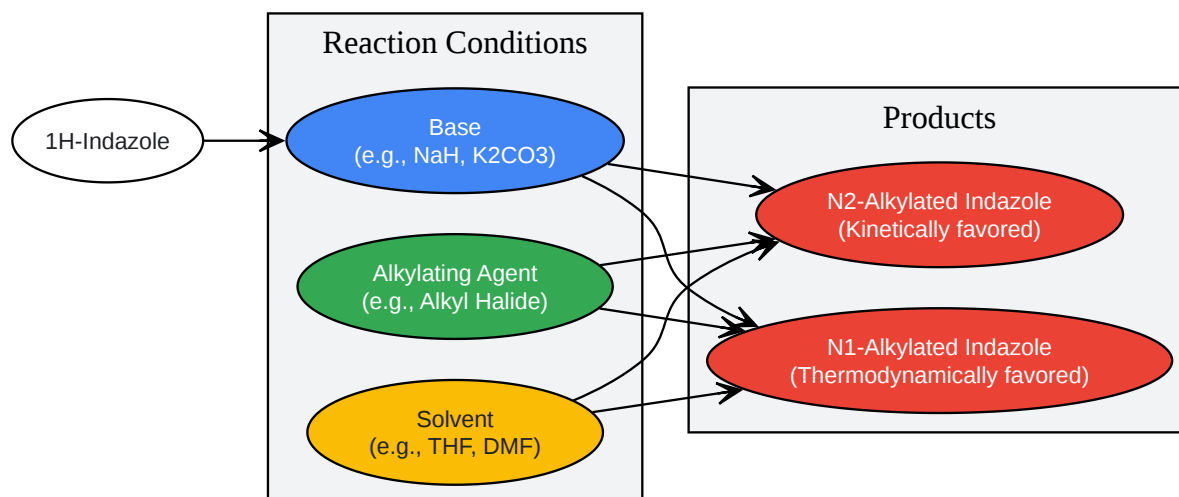 Reaction Conditions
1H-Indazole
Base
(e.g., NaH, K2CO3)
Alkylating Agent
(e.g., Alkyl Halide)
Solvent
(e.g., THF, DMF)
Products
N2-Alkylated Indazole
(Kinetically favored)
N1-Alkylated Indazole
(Thermodynamically favored)